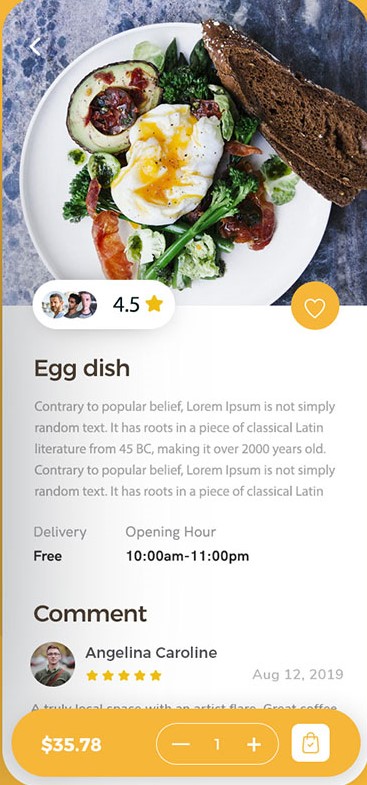 4.5
Egg dish
Contrary to popular belief, Lorem Ipsum is not simply
random text. It has roots in a piece of classical Latin
literature from 45 BC, making it over 2000 years old.
Contrary to popular belief, Lorem Ipsum is not simply
random text. It has roots in a piece of classical Latin
Delivery Opening Hour
Free 10:00am-11:00pm
Comment
Angelina Caroline
Aug 12, 2019
A truly local space with an artist flare. Great coffee
$35.78 — 1 +